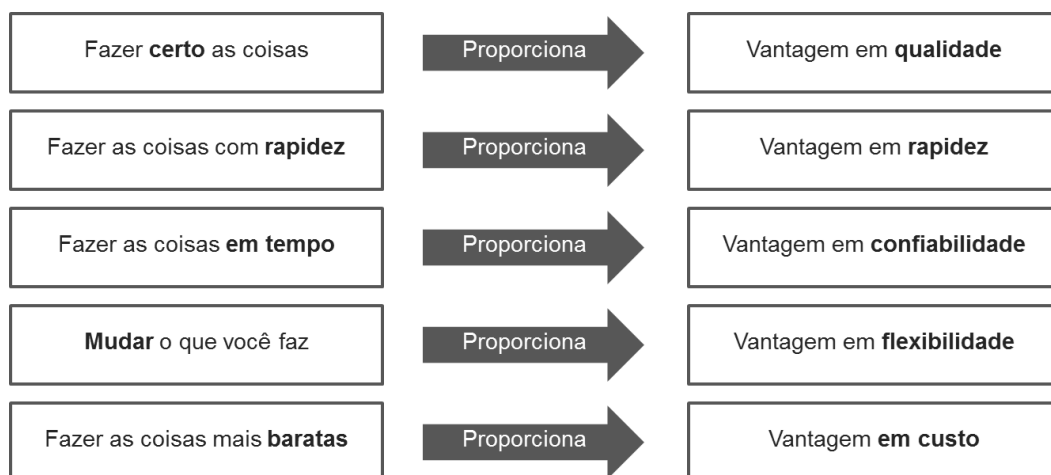 Fazer certo as coisas
Proporciona
Vantagem em qualidade
Fazer as coisas com rapidez
Proporciona
Vantagem em rapidez
Fazer as coisas em tempo
Proporciona
Vantagem em confiabilidade
Mudar o que você faz
Proporciona
Vantagem em flexibilidade
Fazer as coisas mais baratas
Proporciona
Vantagem em custo